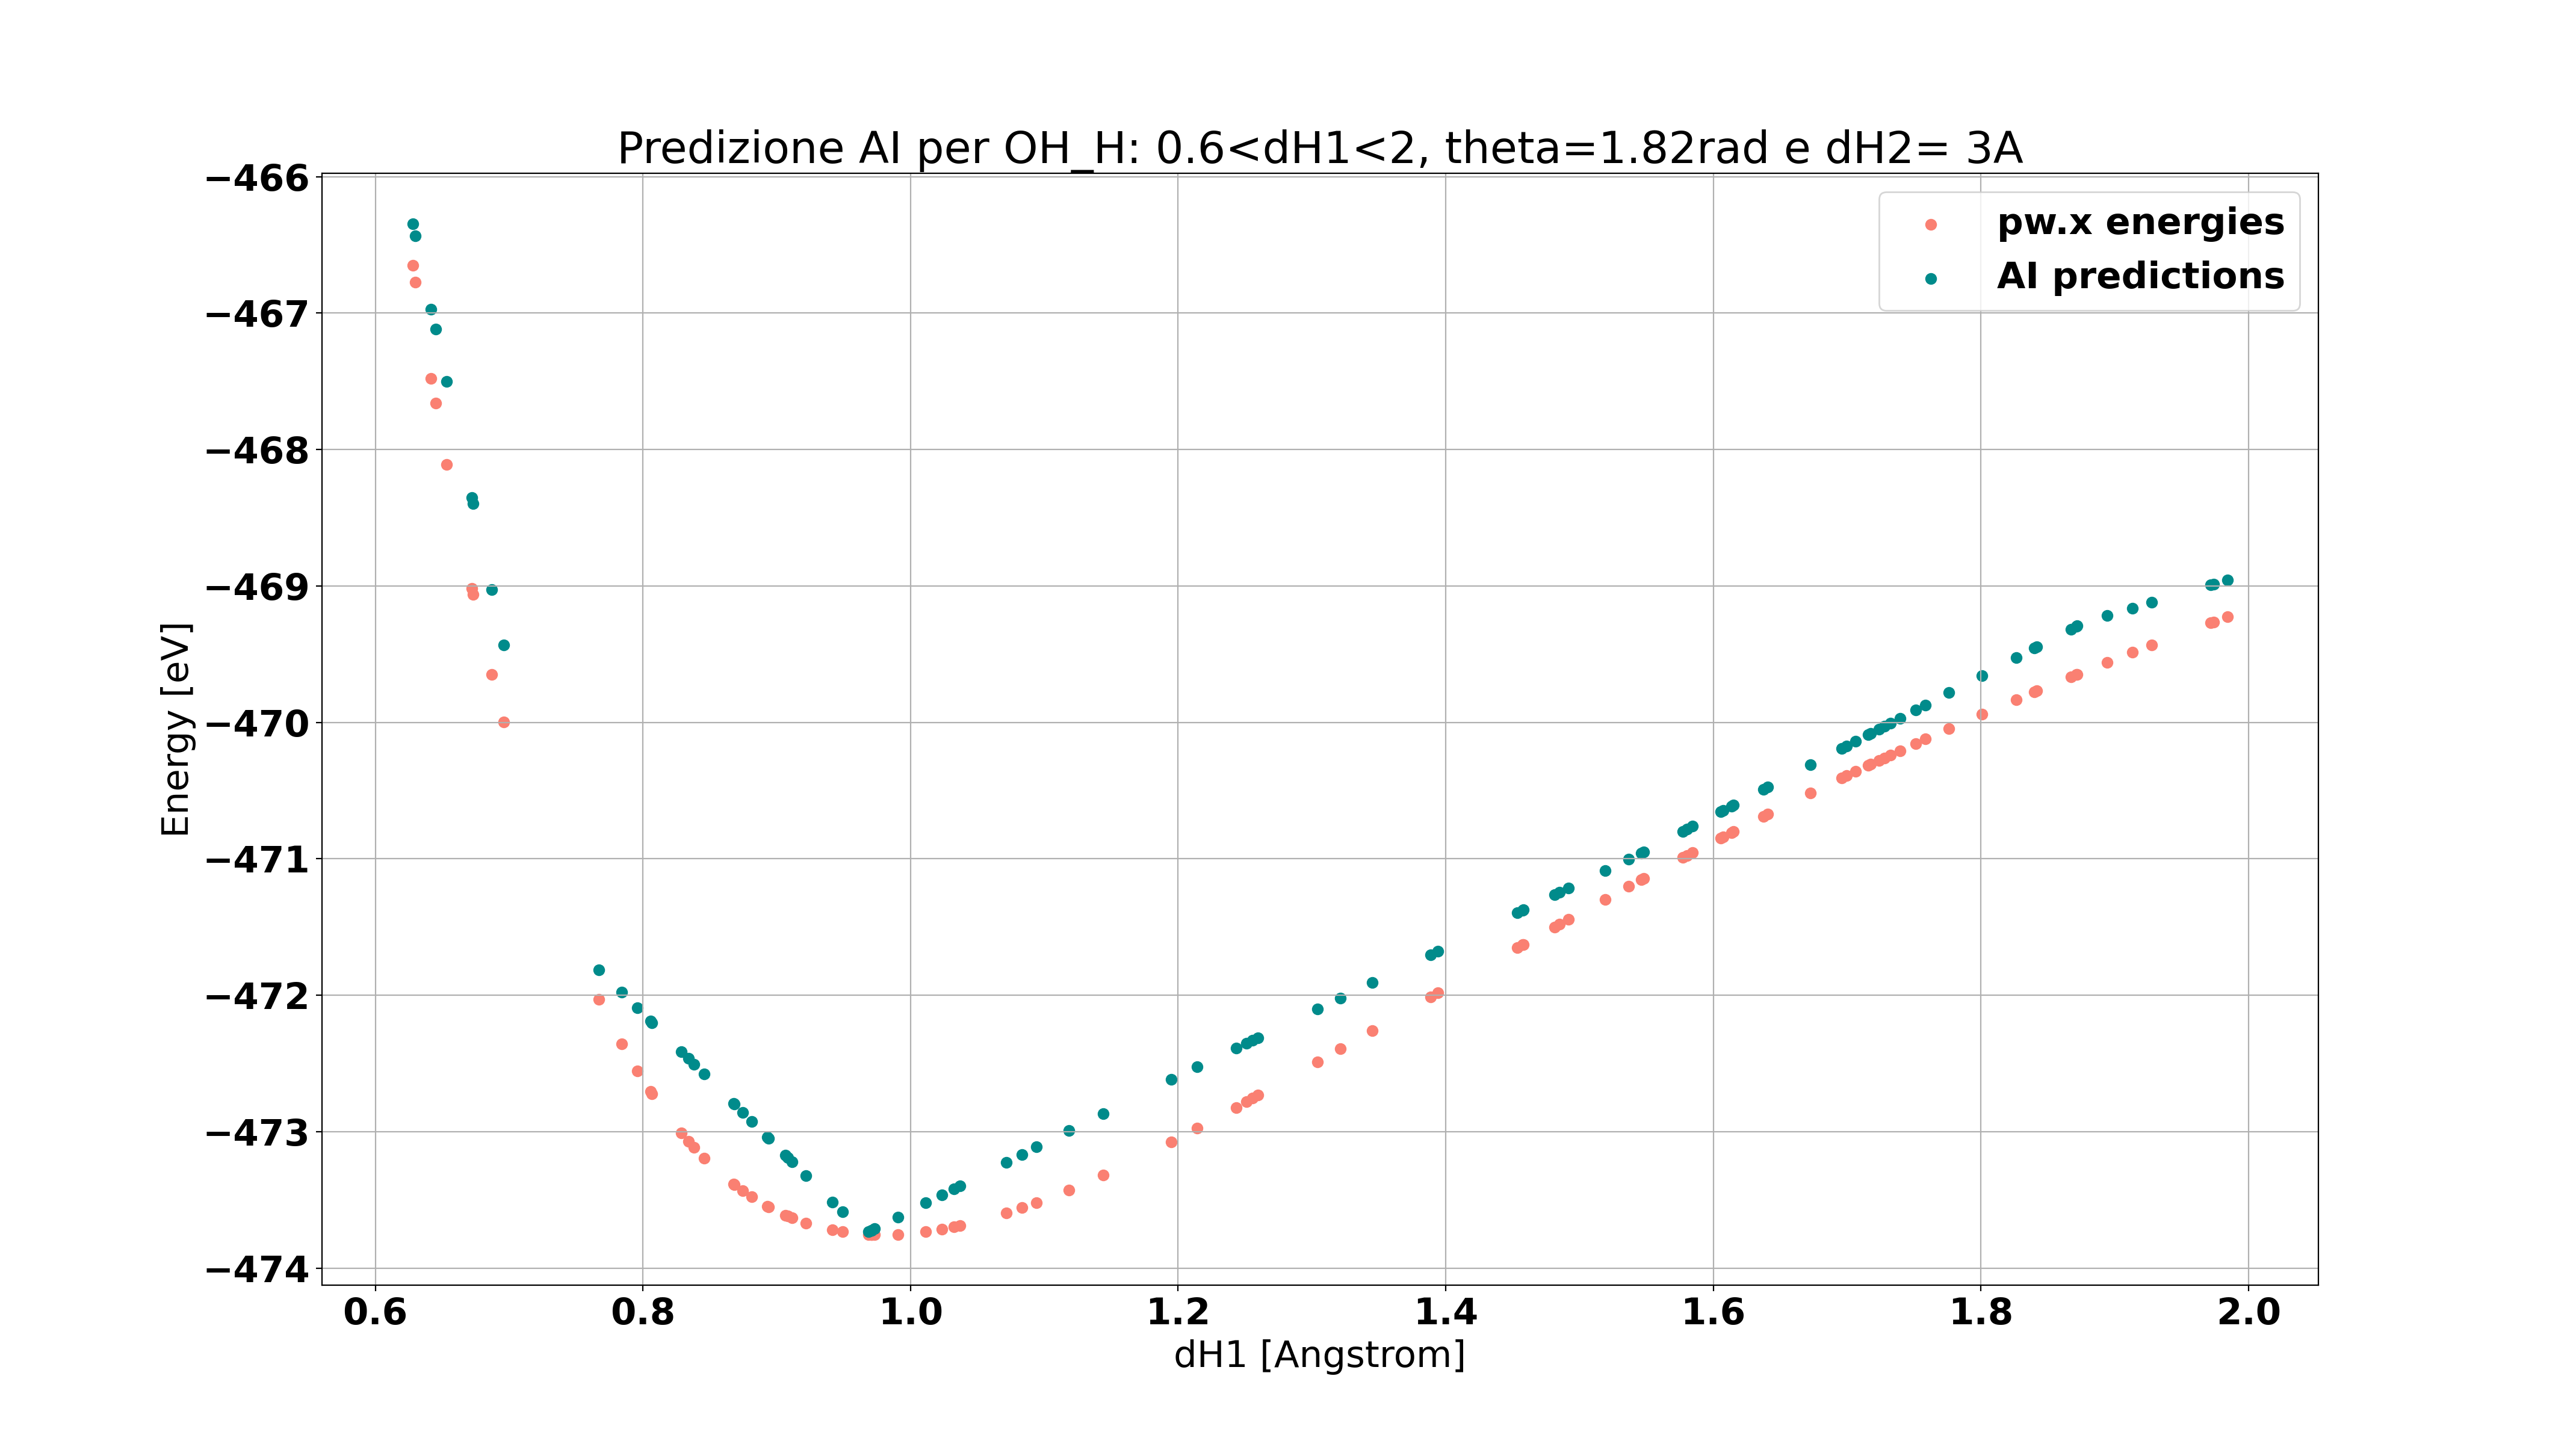 Predizione AI per OH_H: 0.6<dH1<2, theta=1.82rad e dH2= 3A
pw.x energies
AI predictions
Energy [eV]
−466
−467
−468
−469
−470
−471
−472
−473
−474
0.6 0.8 1.0 1.2 1.4 1.6 1.8 2.0
dH1 [Angstrom]